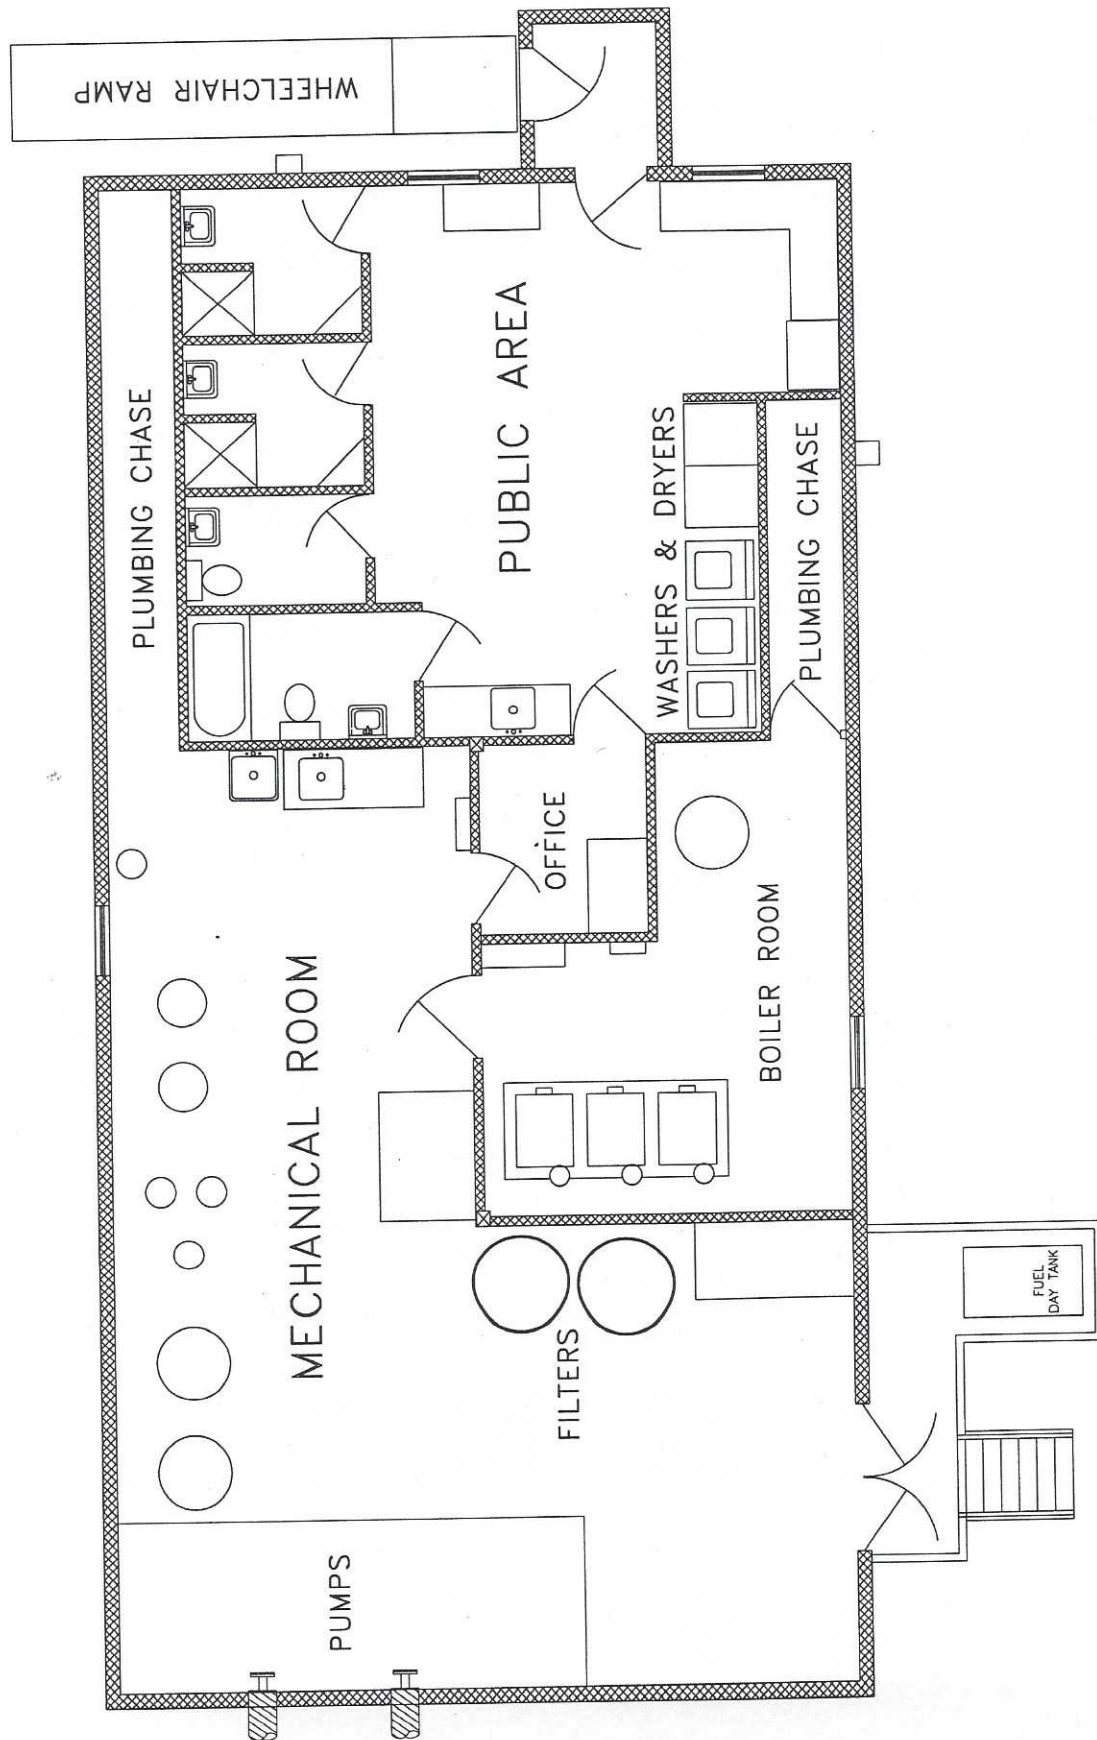 WHEELCHAIR RAMP
PLUMBING CHASE
PUBLIC AREA
WASHERS & DRYERS
PLUMBING CHASE
OFFICE
BOILER ROOM
MECHANICAL ROOM
FILTERS
FUEL
DAY TANK
PUMPS